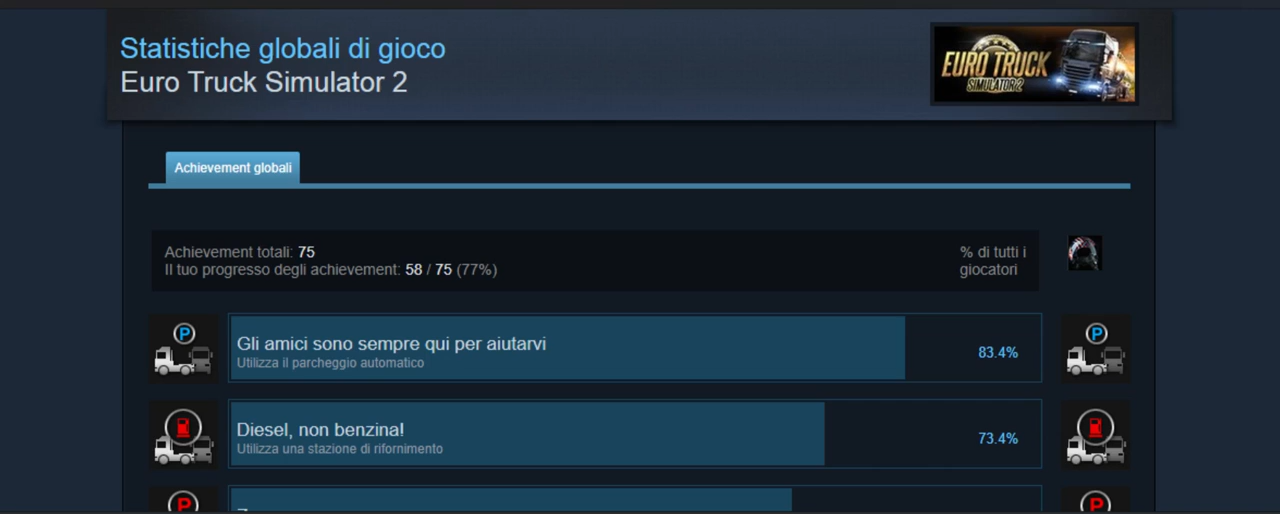 Statistiche globali di gioco
Euro Truck Simulator 2
EURO TRUCK
SIMULATOR 2
Achievement globali
Achievement totali: 75
Il tuo progresso degli achievement: 58 / 75 (77%)
% di tutti i
giocatori
P
Gli amici sono sempre qui per aiutarvi
Utilizza il parcheggio automatico
83.4%
P
Diesel, non benzina!
Utilizza una stazione di rifornimento
73.4%
P
P